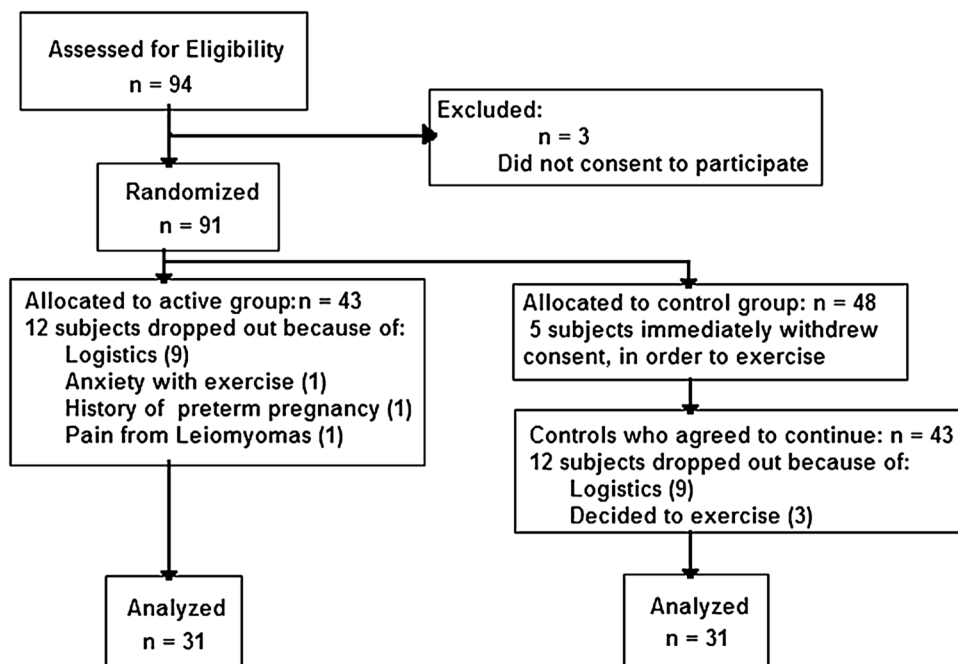 Assessed for Eligibility
n = 94
Excluded:
n = 3
Did not consent to participate
Randomized
n = 91
Allocated to active group:n = 43
12 subjects dropped out because of:
Logistics (9)
Anxiety with exercise (1)
History of preterm pregnancy (1)
Pain from Leiomyomas (1)
Allocated to control group: n = 48
5 subjects immediately withdrew
consent, in order to exercise
Controls who agreed to continue: n = 43
12 subjects dropped out because of:
Logistics (9)
Decided to exercise (3)
Analyzed
n = 31
Analyzed
n = 31